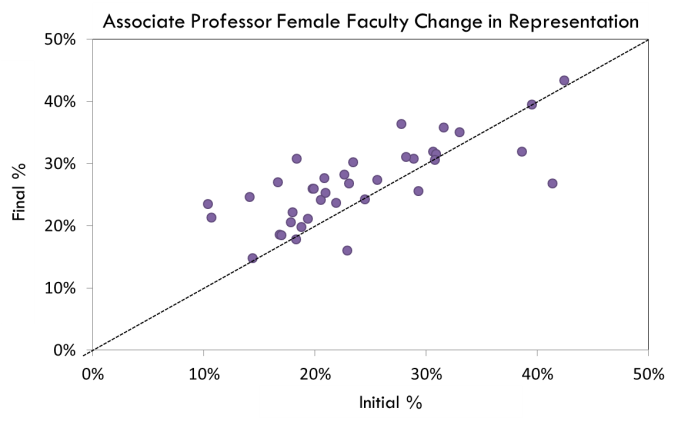 Associate Professor Female Faculty Change in Representation
50%
40%
30%
20%
10%
0%
Final %
0% 10% 20% 30% 40% 50%
Initial %